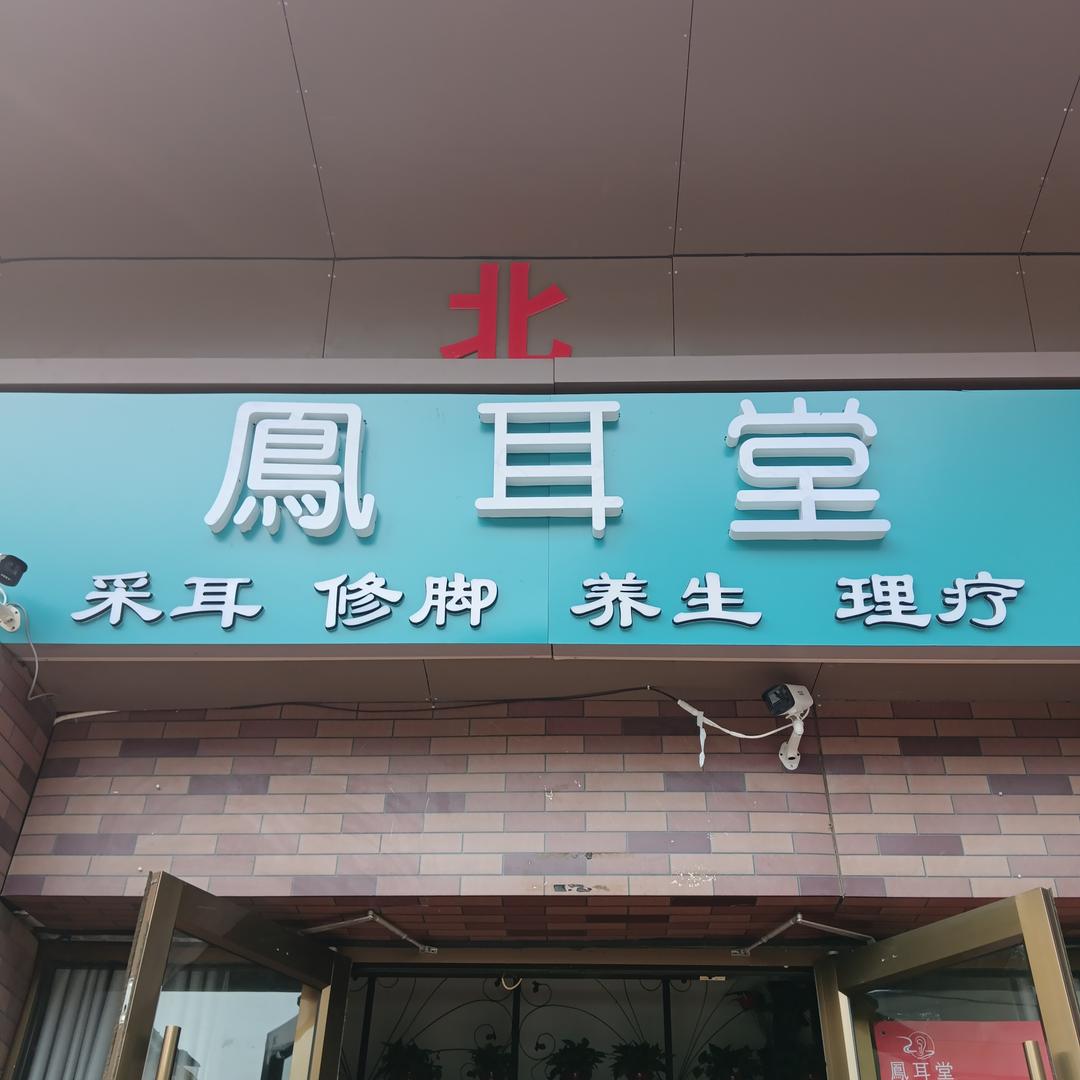 北
鳳耳堂
采耳 修脚 养生 理疗
鳳耳堂